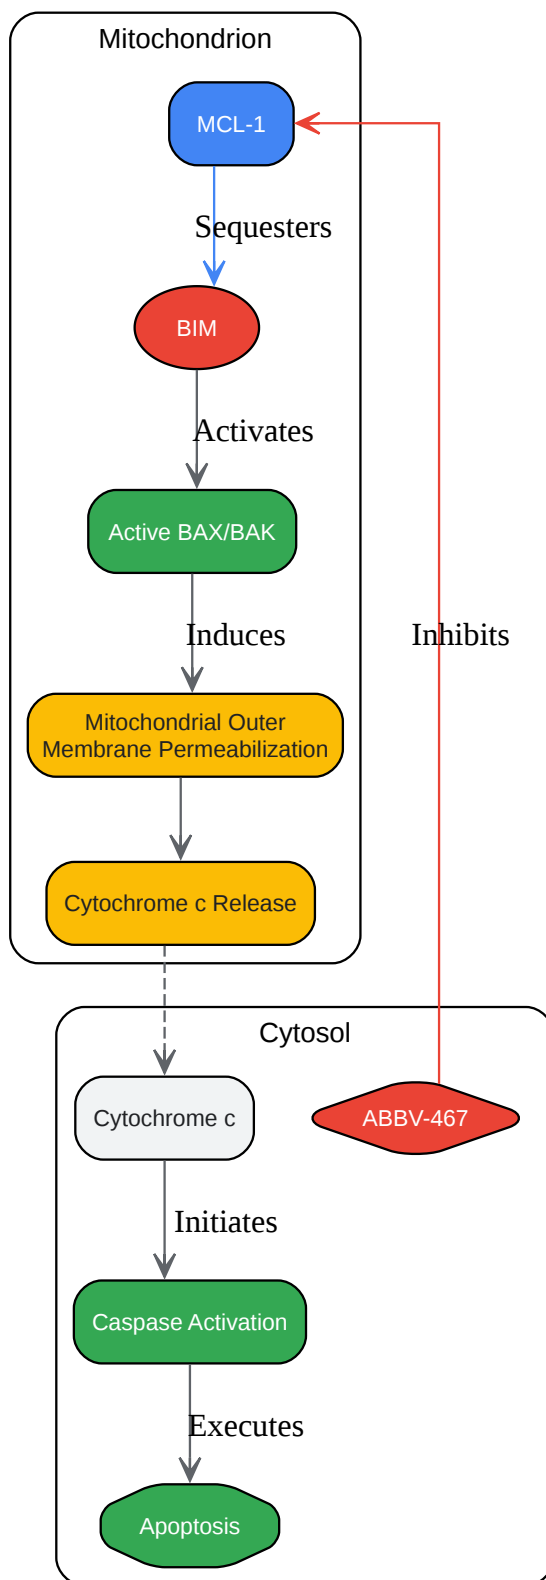 Mitochondrion
MCL-1
Sequesters
BIM
Activates
Active BAX/BAK
Induces
Inhibits
Mitochondrial Outer
Membrane Permeabilization
Cytochrome c Release
Cytosol
Cytochrome c
ABBV-467
Initiates
Caspase Activation
Executes
Apoptosis